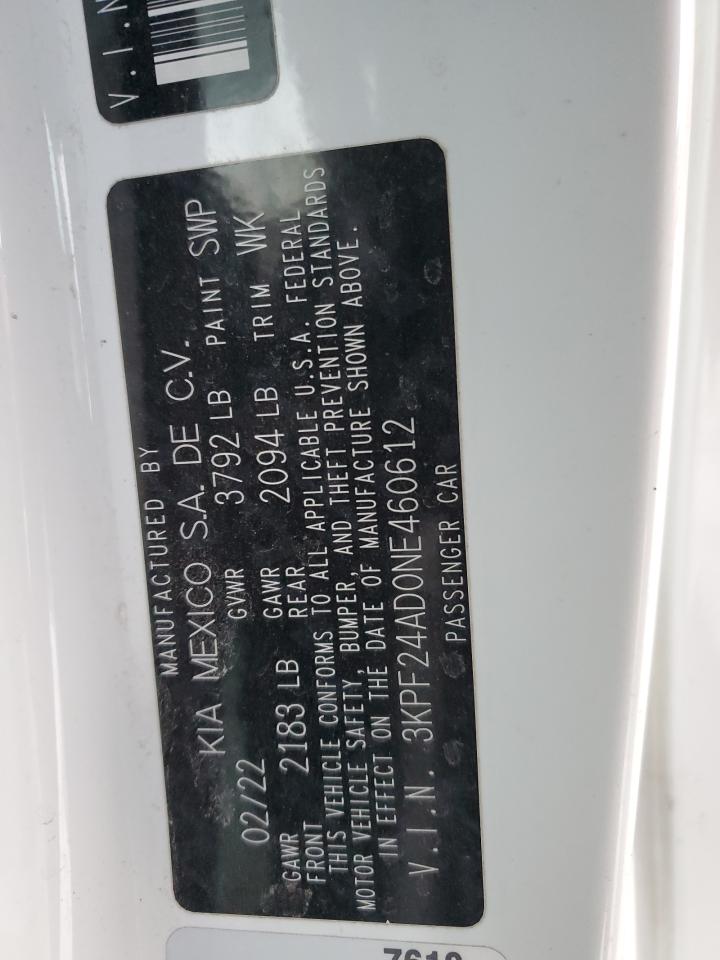 V.I.N
MANUFACTURED BY
KIA MEXICO S.A. DE C.V.
02/22 GVWR 3792 LB PAINT SWP
GAWR FRONT 2183 LB GAWR REAR 2094 LB TRIM WK
THIS VEHICLE CONFORMS TO ALL APPLICABLE U.S.A. FEDERAL
MOTOR VEHICLE SAFETY, BUMPER, AND THEFT PREVENTION STANDARDS
IN EFFECT ON THE DATE OF MANUFACTURE SHOWN ABOVE.
V.I.N. 3KPF24AD0NE460612
PASSENGER CAR